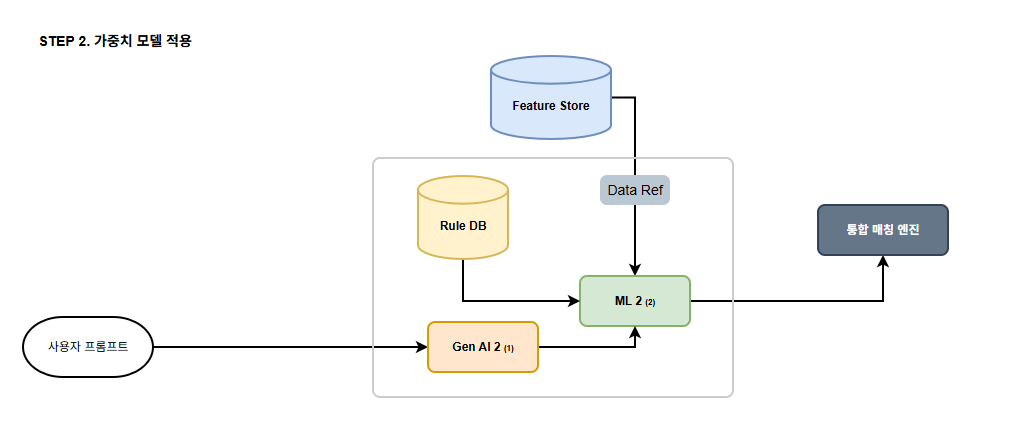 STEP 2. 가중치 모델 적용
Feature Store
Data Ref
Rule DB
통합 매칭 엔진
ML 2 (2)
사용자 프롬프트
Gen AI 2 (1)